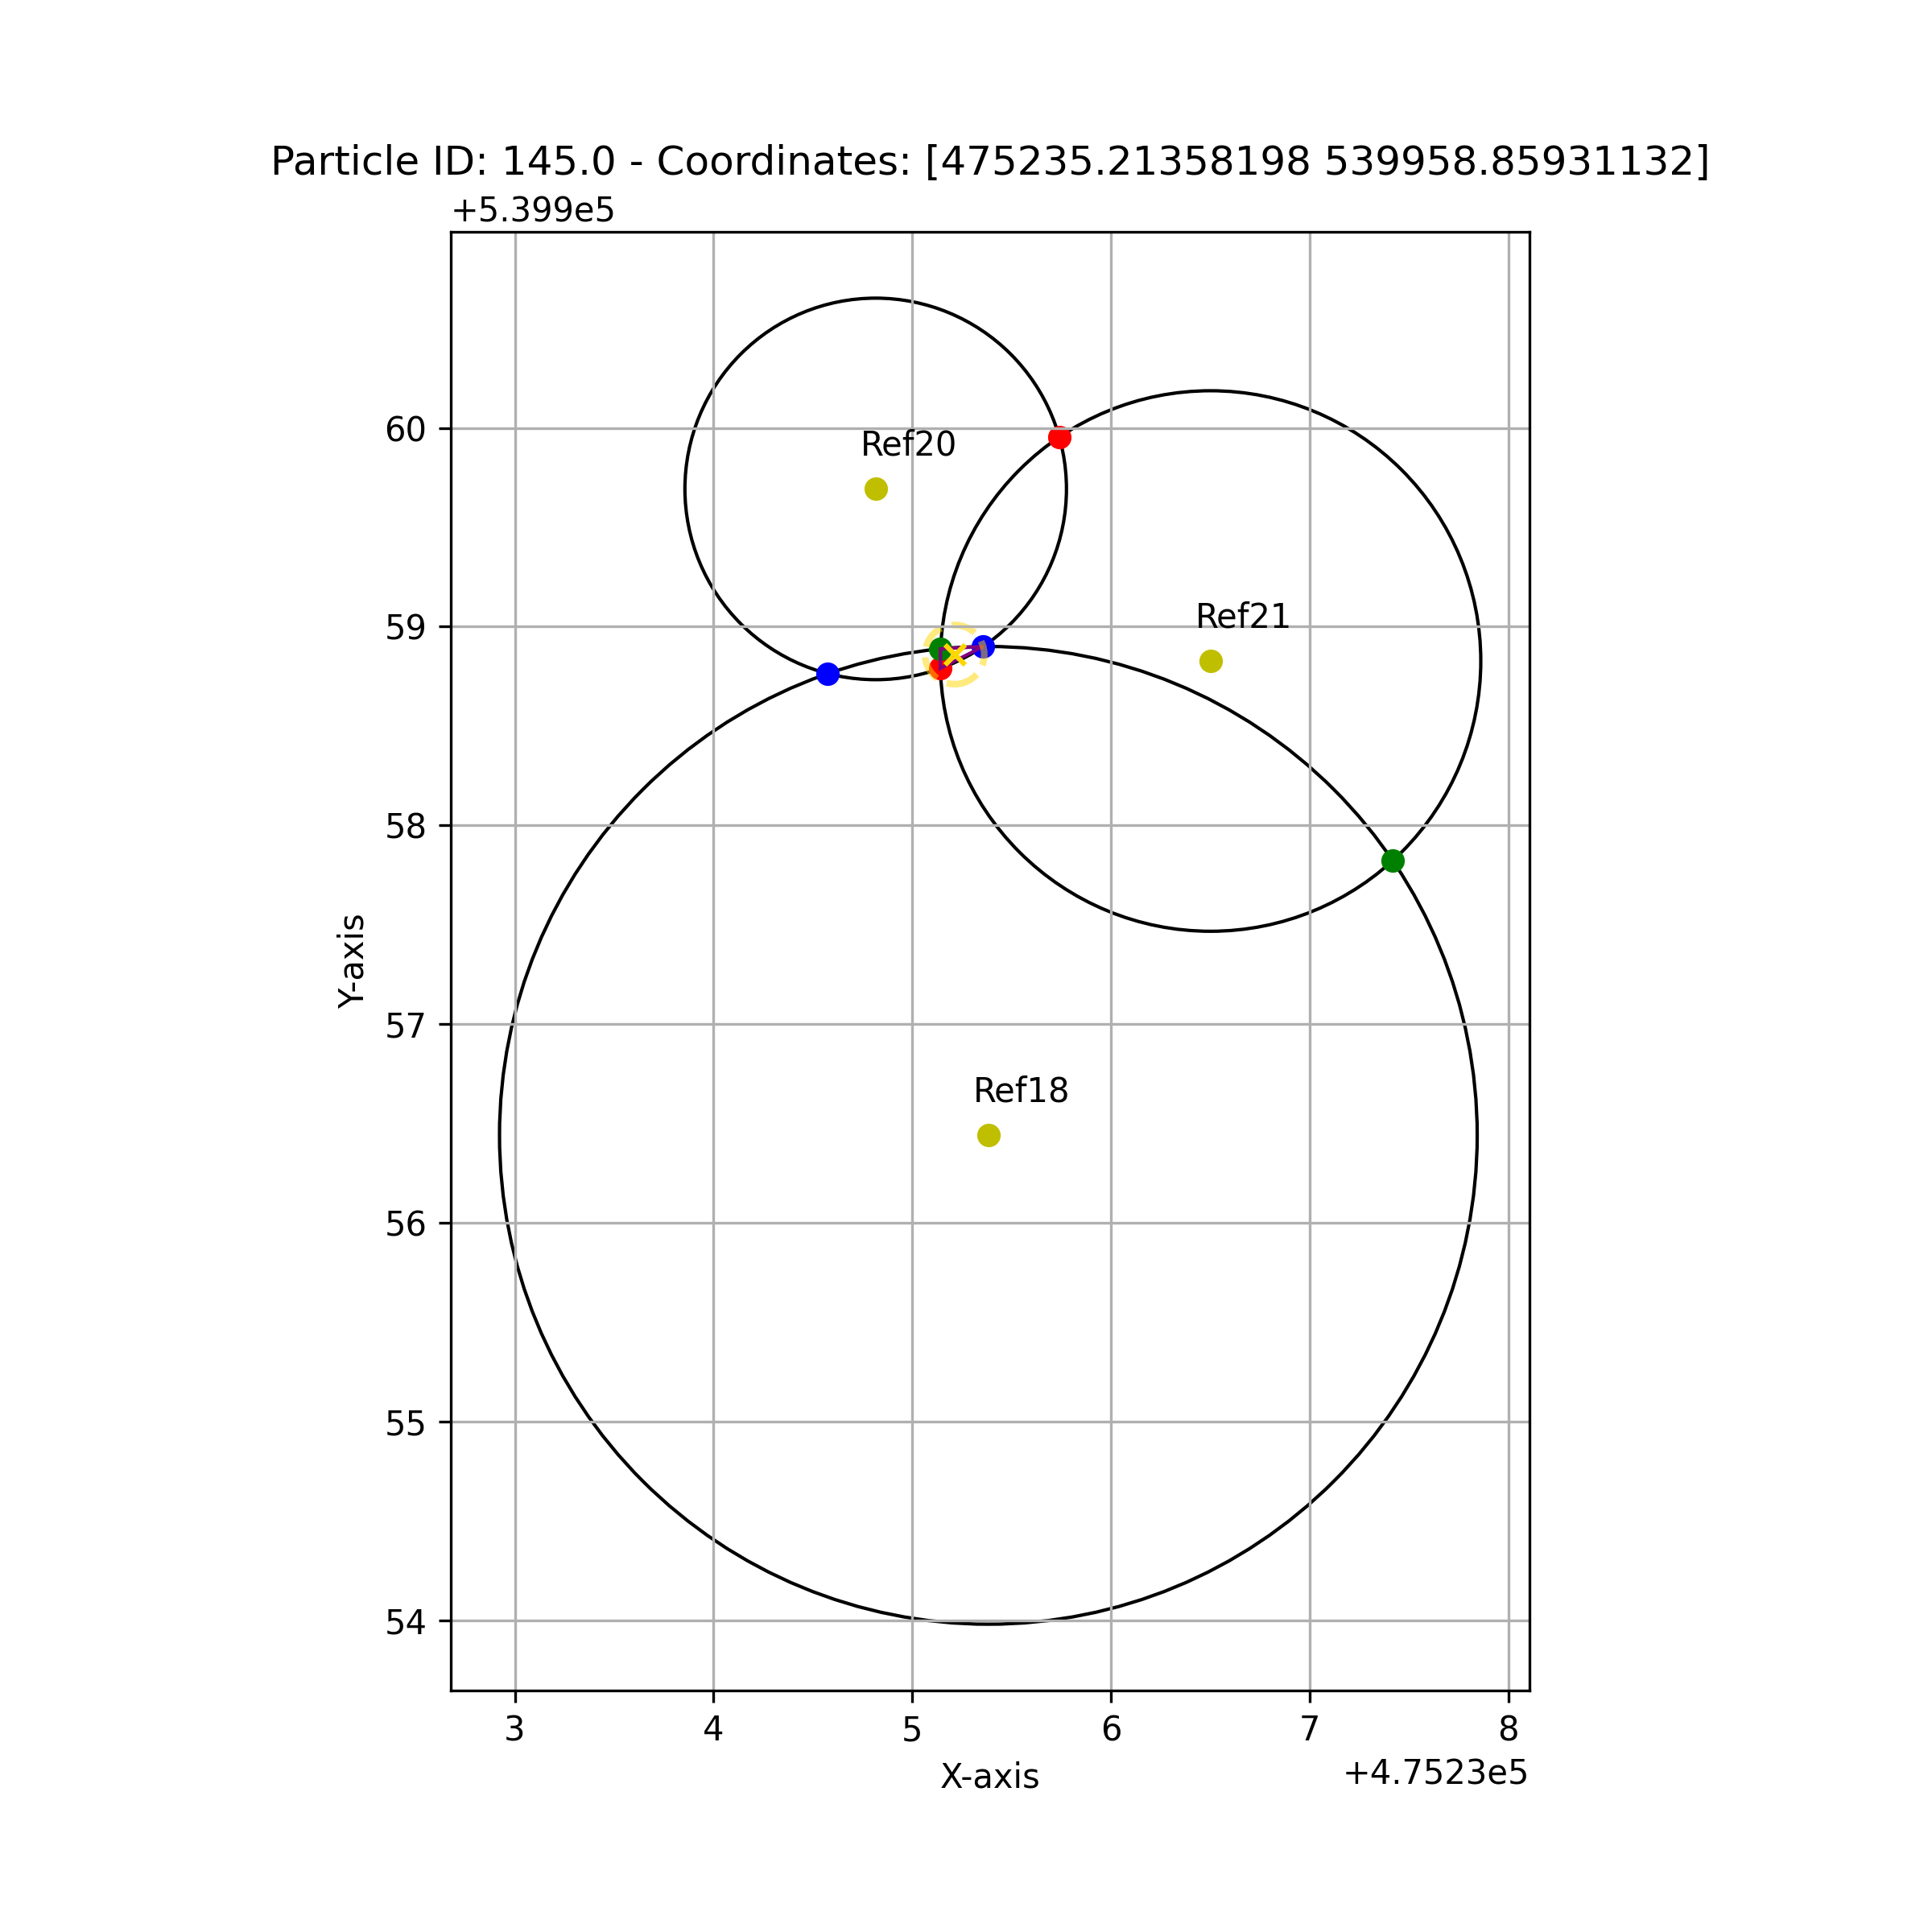 Particle ID: 145.0 - Coordinates: [475235.21358198 539958.85931132]
+5.399e5
60
Ref20
59
Ref21
58
Y-axis
57
Ref18
56
55
54
3 4 5 6 7 8
X-axis
+4.7523e5